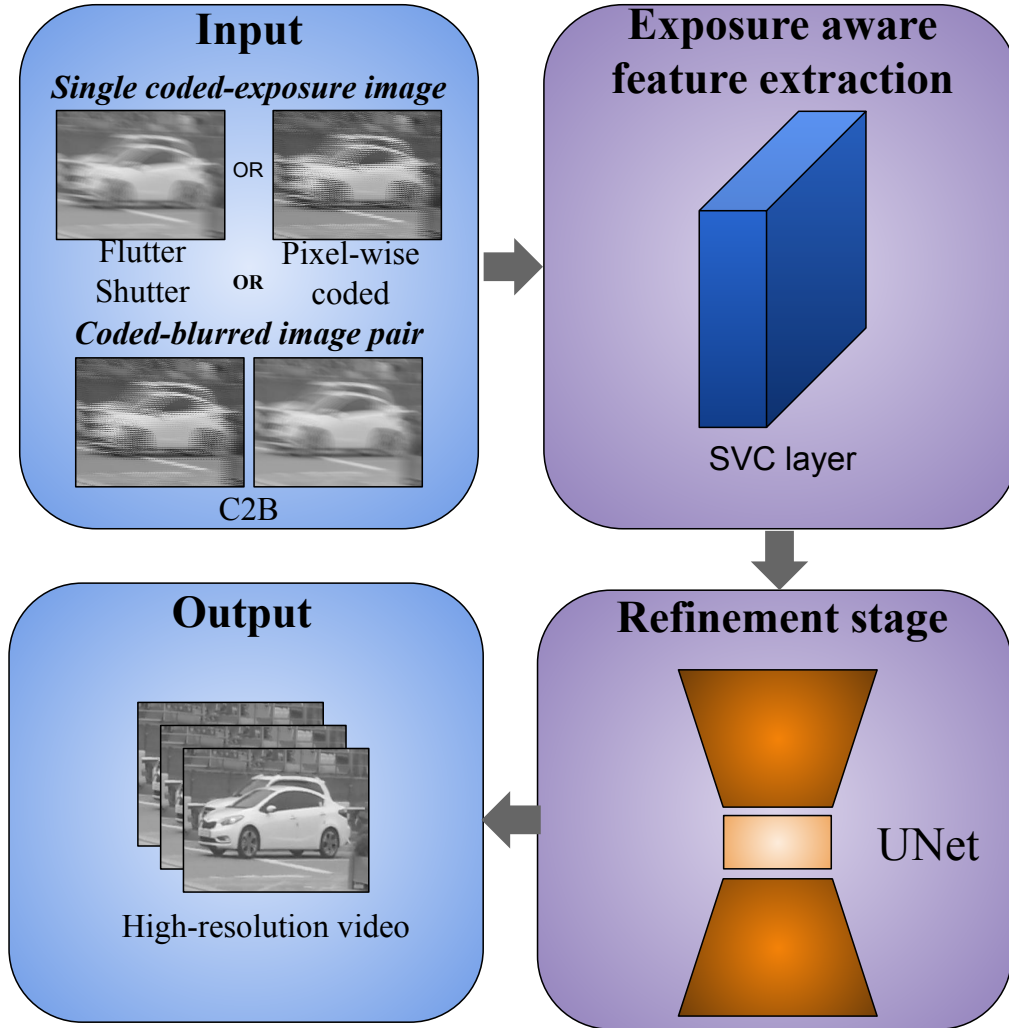 Input
Single coded-exposure image
OR
Flutter
Shutter
Pixel-wise
coded
OR
Coded-blurred image pair
C2B
Exposure aware
feature extraction
SVC layer
Refinement stage
UNet
Output
High-resolution video